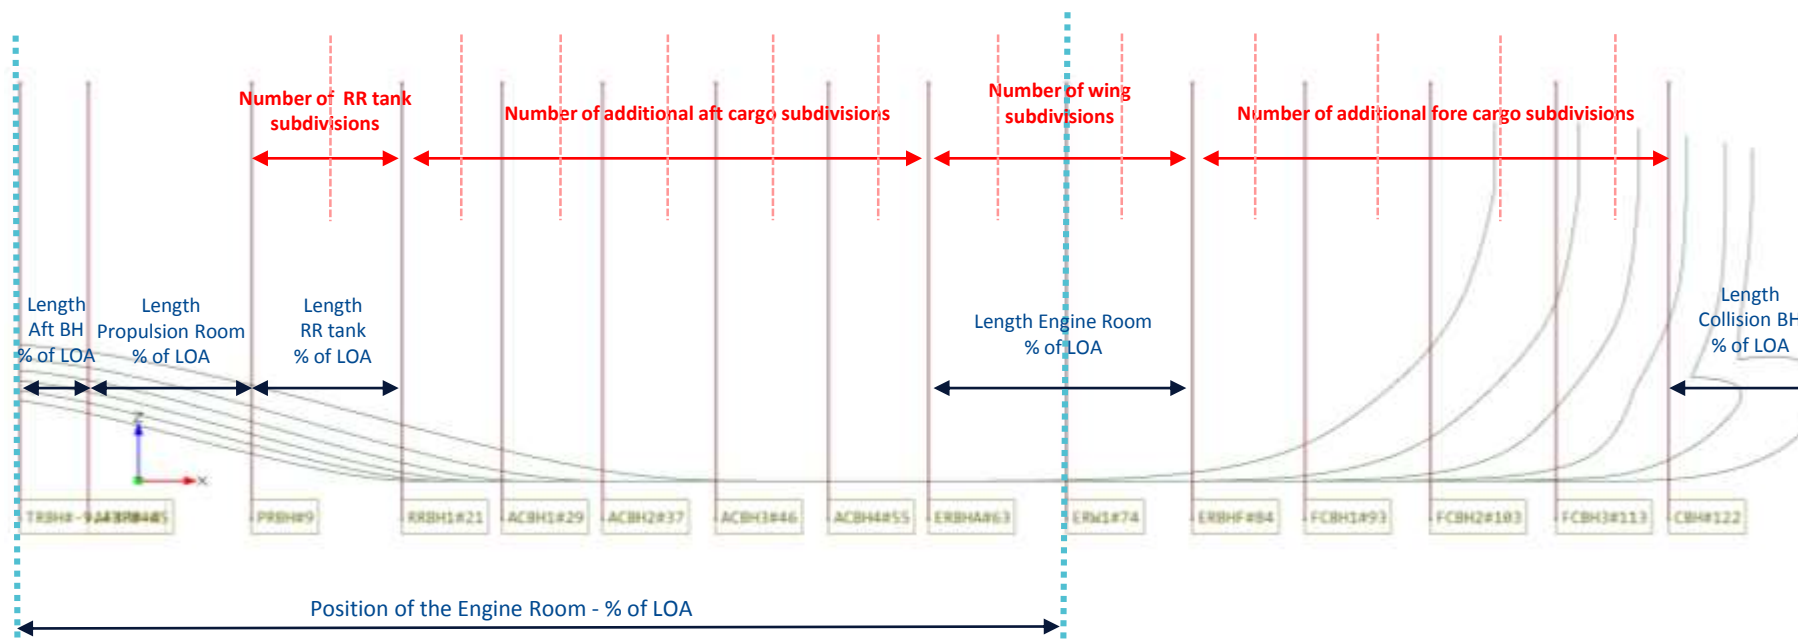 Number of RR tank
subdivisions
Number of additional aft cargo subdivisions
Number of wing
subdivisions
Number of additional fore cargo subdivisions
Length
Aft BH
% of LOA
Length
Propulsion Room
% of LOA
Length
RR tank
% of LOA
Length Engine Room
% of LOA
Length
Collision BH
% of LOA
Z
X
PRBH#9
RRBH1#21
ACBH1#29
ACBH2#37
ACBH3#46
ACBH4#55
ERBHA#63
ERW1#74
ERBHF#84
FCBH1#93
FCBH2#103
FCBH3#113
CBH#122
Position of the Engine Room - % of LOA